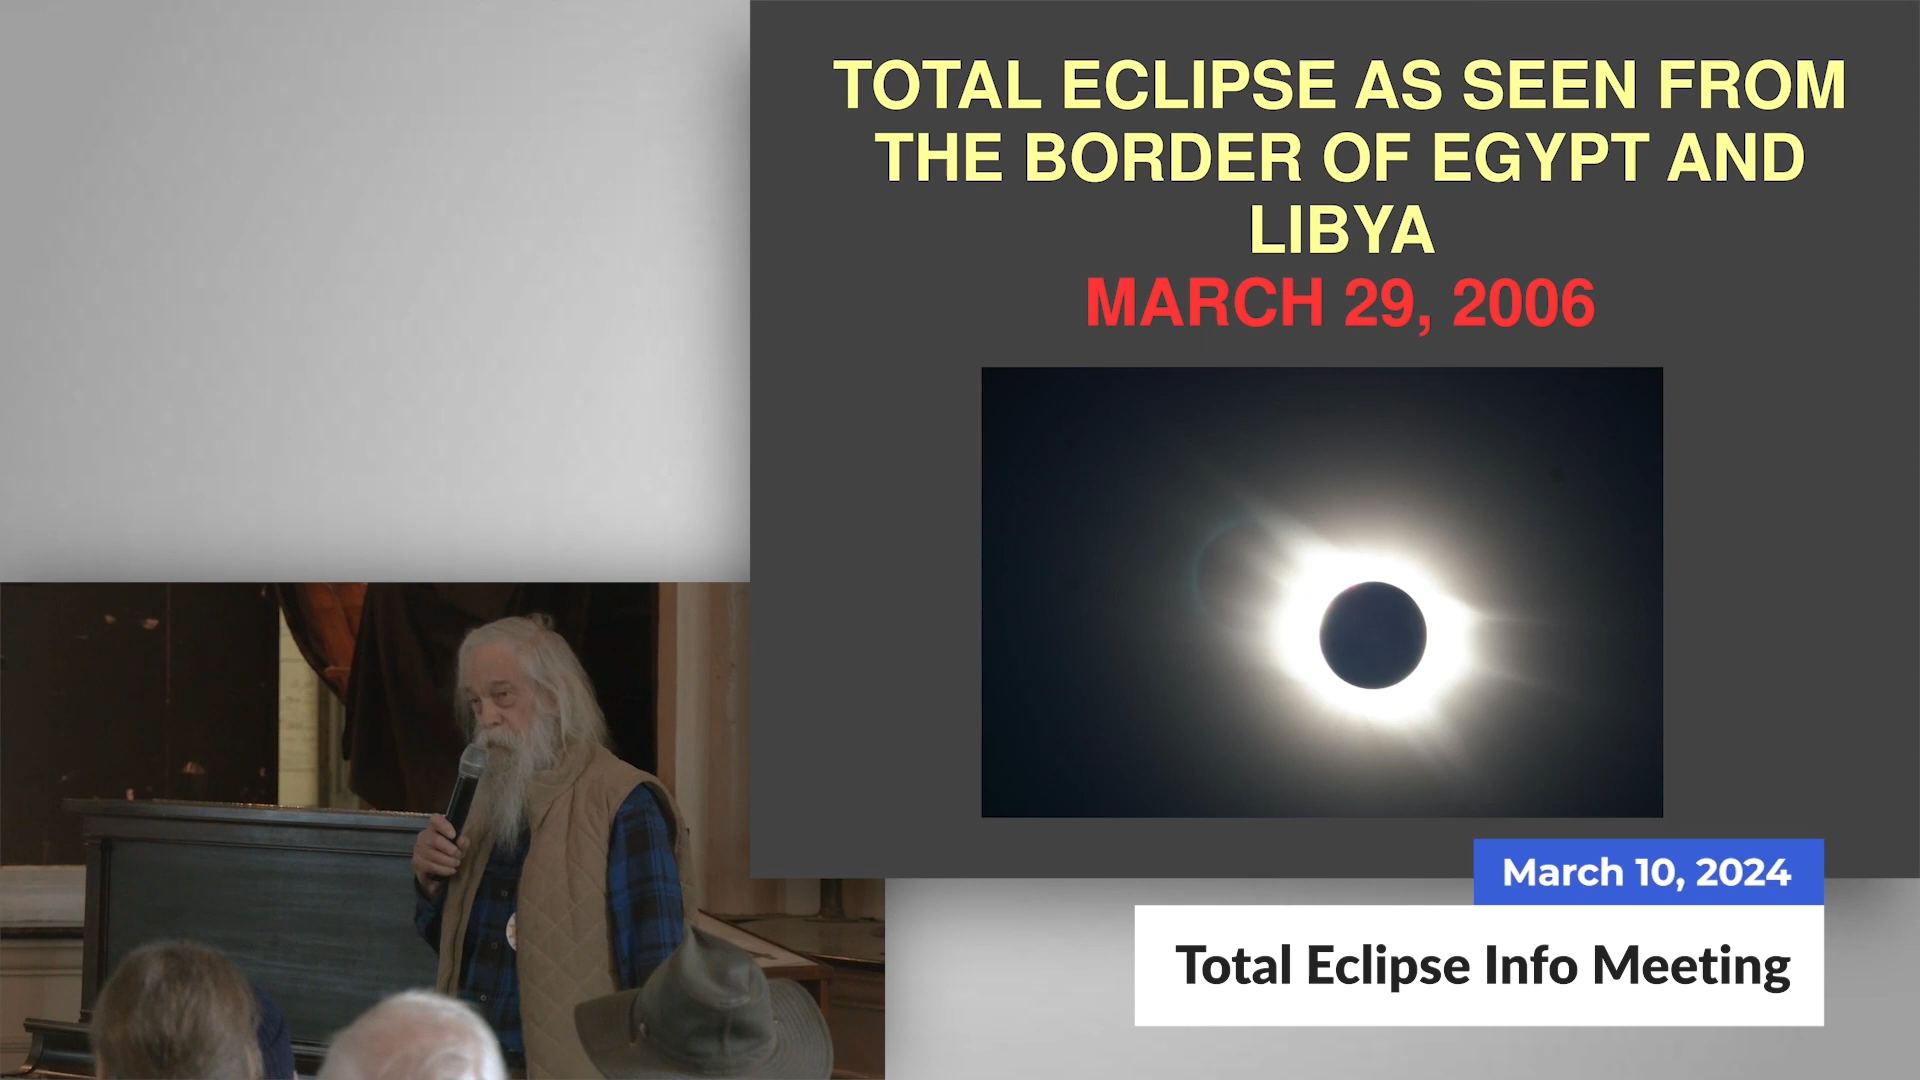 TOTAL ECLIPSE AS SEEN FROM
THE BORDER OF EGYPT AND
LIBYA
MARCH 29, 2006
March 10, 2024
Total Eclipse Info Meeting